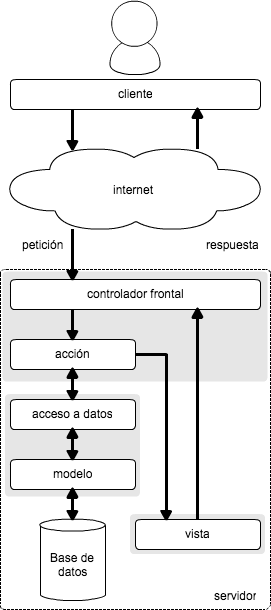 cliente
internet
petición
respuesta
controlador frontal
acción
acceso a datos
modelo
Base de
datos
vista
servidor